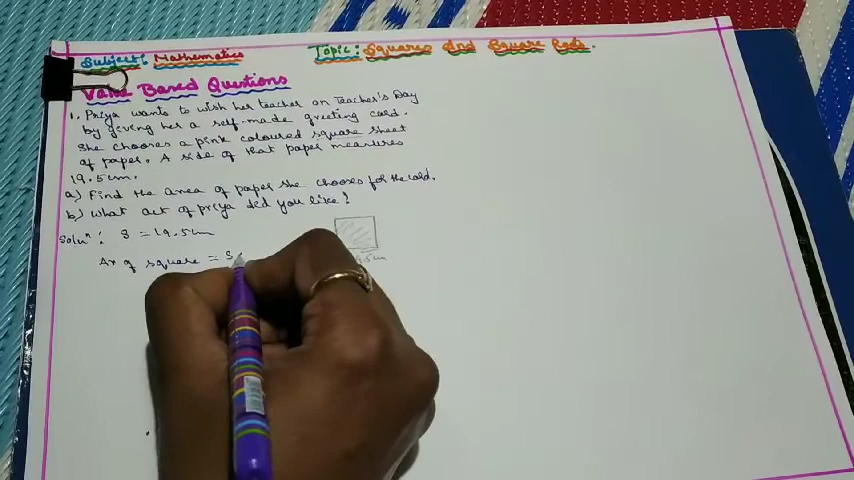 Subject: Mathematics Topic: Squares And Square Roots.
Value Based Questions
1. Priya wants to wish her teacher on Teacher's Day
by giving her a self-made greeting card.
She chooses a pink coloured square sheet
of paper. A side of that paper measures
19.5cm.
a) Find the area of paper she chooses for the card.
b) What act of priya did you like?
Soluⁿ: S = 19.5cm
Ar of square = S